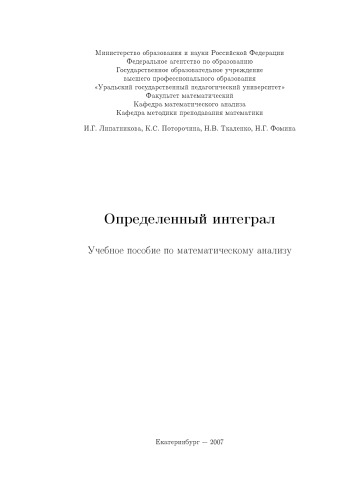 Министерство образования и науки Российской Федерации
Федеральное агентство по образованию
Государственное образовательное учреждение
высшего профессионального образования
«Уральский государственный педагогический университет»
Факультет математический
Кафедра математического анализа
Кафедра методики преподавания математики
И.Г. Липатникова, К.С. Поторочина, Н.В. Ткаленко, Н.Г. Фомина
Определенный интеграл
Учебное пособие по математическому анализу
Екатеринбург — 2007